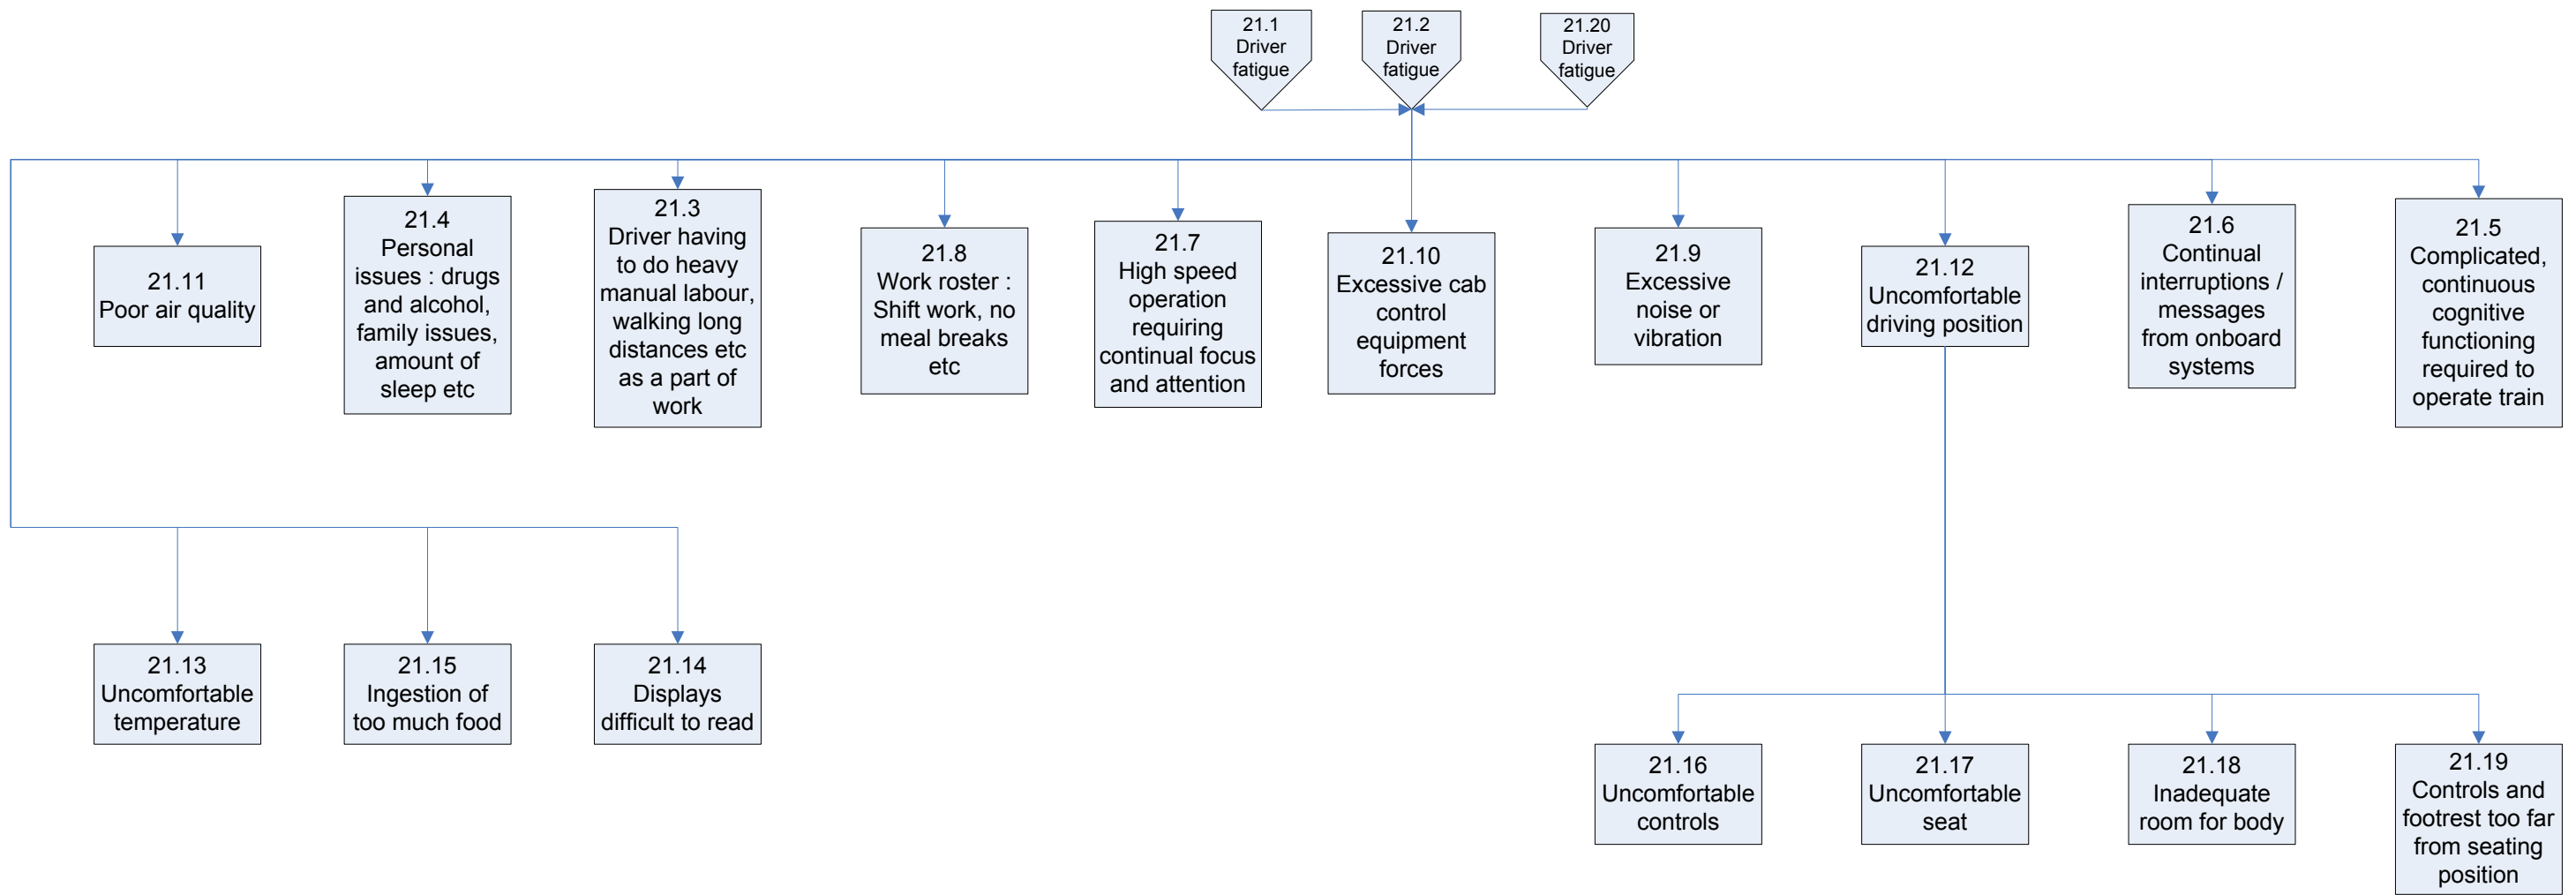 21.1
Driver
fatigue
21.2
Driver
fatigue
21.20
Driver
fatigue
21.11
Poor air quality
21.4
Personal
issues : drugs
and alcohol,
family issues,
amount of
sleep etc
21.3
Driver having
to do heavy
manual labour,
walking long
distances etc
as a part of
work
21.8
Work roster :
Shift work, no
meal breaks
etc
21.7
High speed
operation
requiring
continual focus
and attention
21.10
Excessive cab
control
equipment
forces
21.9
Excessive
noise or
vibration
21.12
Uncomfortable
driving position
21.6
Continual
interruptions /
messages
from onboard
systems
21.5
Complicated,
continuous
cognitive
functioning
required to
operate train
21.13
Uncomfortable
temperature
21.15
Ingestion of
too much food
21.14
Displays
difficult to read
21.16
Uncomfortable
controls
21.17
Uncomfortable
seat
21.18
Inadequate
room for body
21.19
Controls and
footrest too far
from seating
position